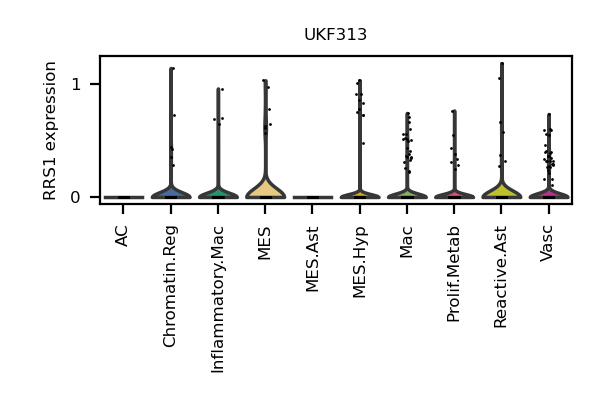 UKF313
RRS1 expression
1
0
AC
Chromatin.Reg
Inflammatory.Mac
MES
MES.Ast
MES.Hyp
Mac
Prolif.Metab
Reactive.Ast
Vasc